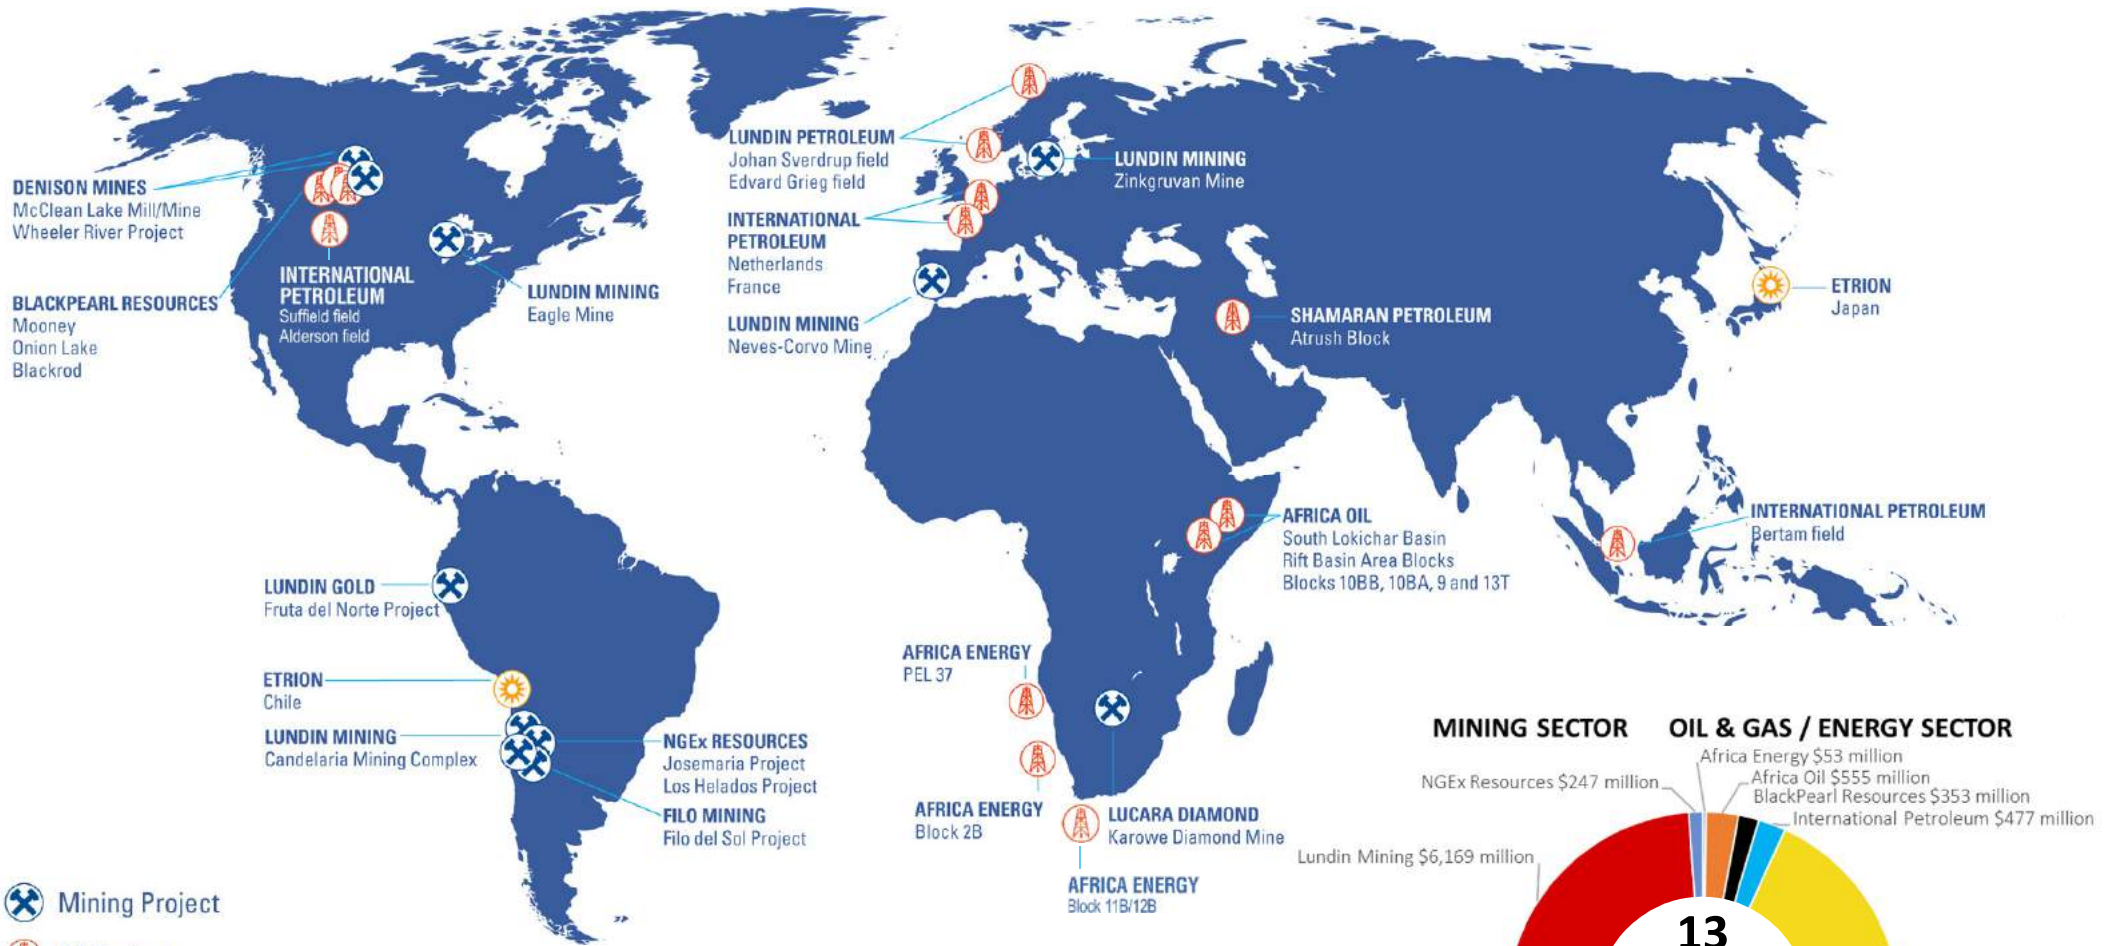 DENISON MINES
McClean Lake Mill/Mine
Wheeler River Project
BLACKPEARL RESOURCES
Mooney
Onion Lake
Blackrod
INTERNATIONAL
PETROLEUM
Suffield field
Alderson field
LUNDIN MINING
Eagle Mine
LUNDIN PETROLEUM
Johan Sverdrup field
Edvard Grieg field
INTERNATIONAL
PETROLEUM
Netherlands
France
LUNDIN MINING
Neves-Corvo Mine
LUNDIN MINING
Zinkgruvan Mine
SHAMARAN PETROLEUM
Atrush Block
ETRION
Japan
INTERNATIONAL PETROLEUM
Bertam field
AFRICA OIL
South Lokichar Basin
Rift Basin Area Blocks
Blocks 10BB, 10BA, 9 and 13T
LUNDIN GOLD
Fruta del Norte Project
ETRION
Chile
LUNDIN MINING
Candelaria Mining Complex
NGEx RESOURCES
Josemaria Project
Los Helados Project
FILO MINING
Filo del Sol Project
AFRICA ENERGY
PEL 37
AFRICA ENERGY
Block 2B
LUCARA DIAMOND
Karowe Diamond Mine
AFRICA ENERGY
Block 11B/12B
Mining Project
MINING SECTOR OIL & GAS / ENERGY SECTOR
Africa Energy $53 million
NGEx Resources $247 million
Africa Oil $555 million
BlackPearl Resources $353 million
International Petroleum $477 million
Lundin Mining $6,169 million
13